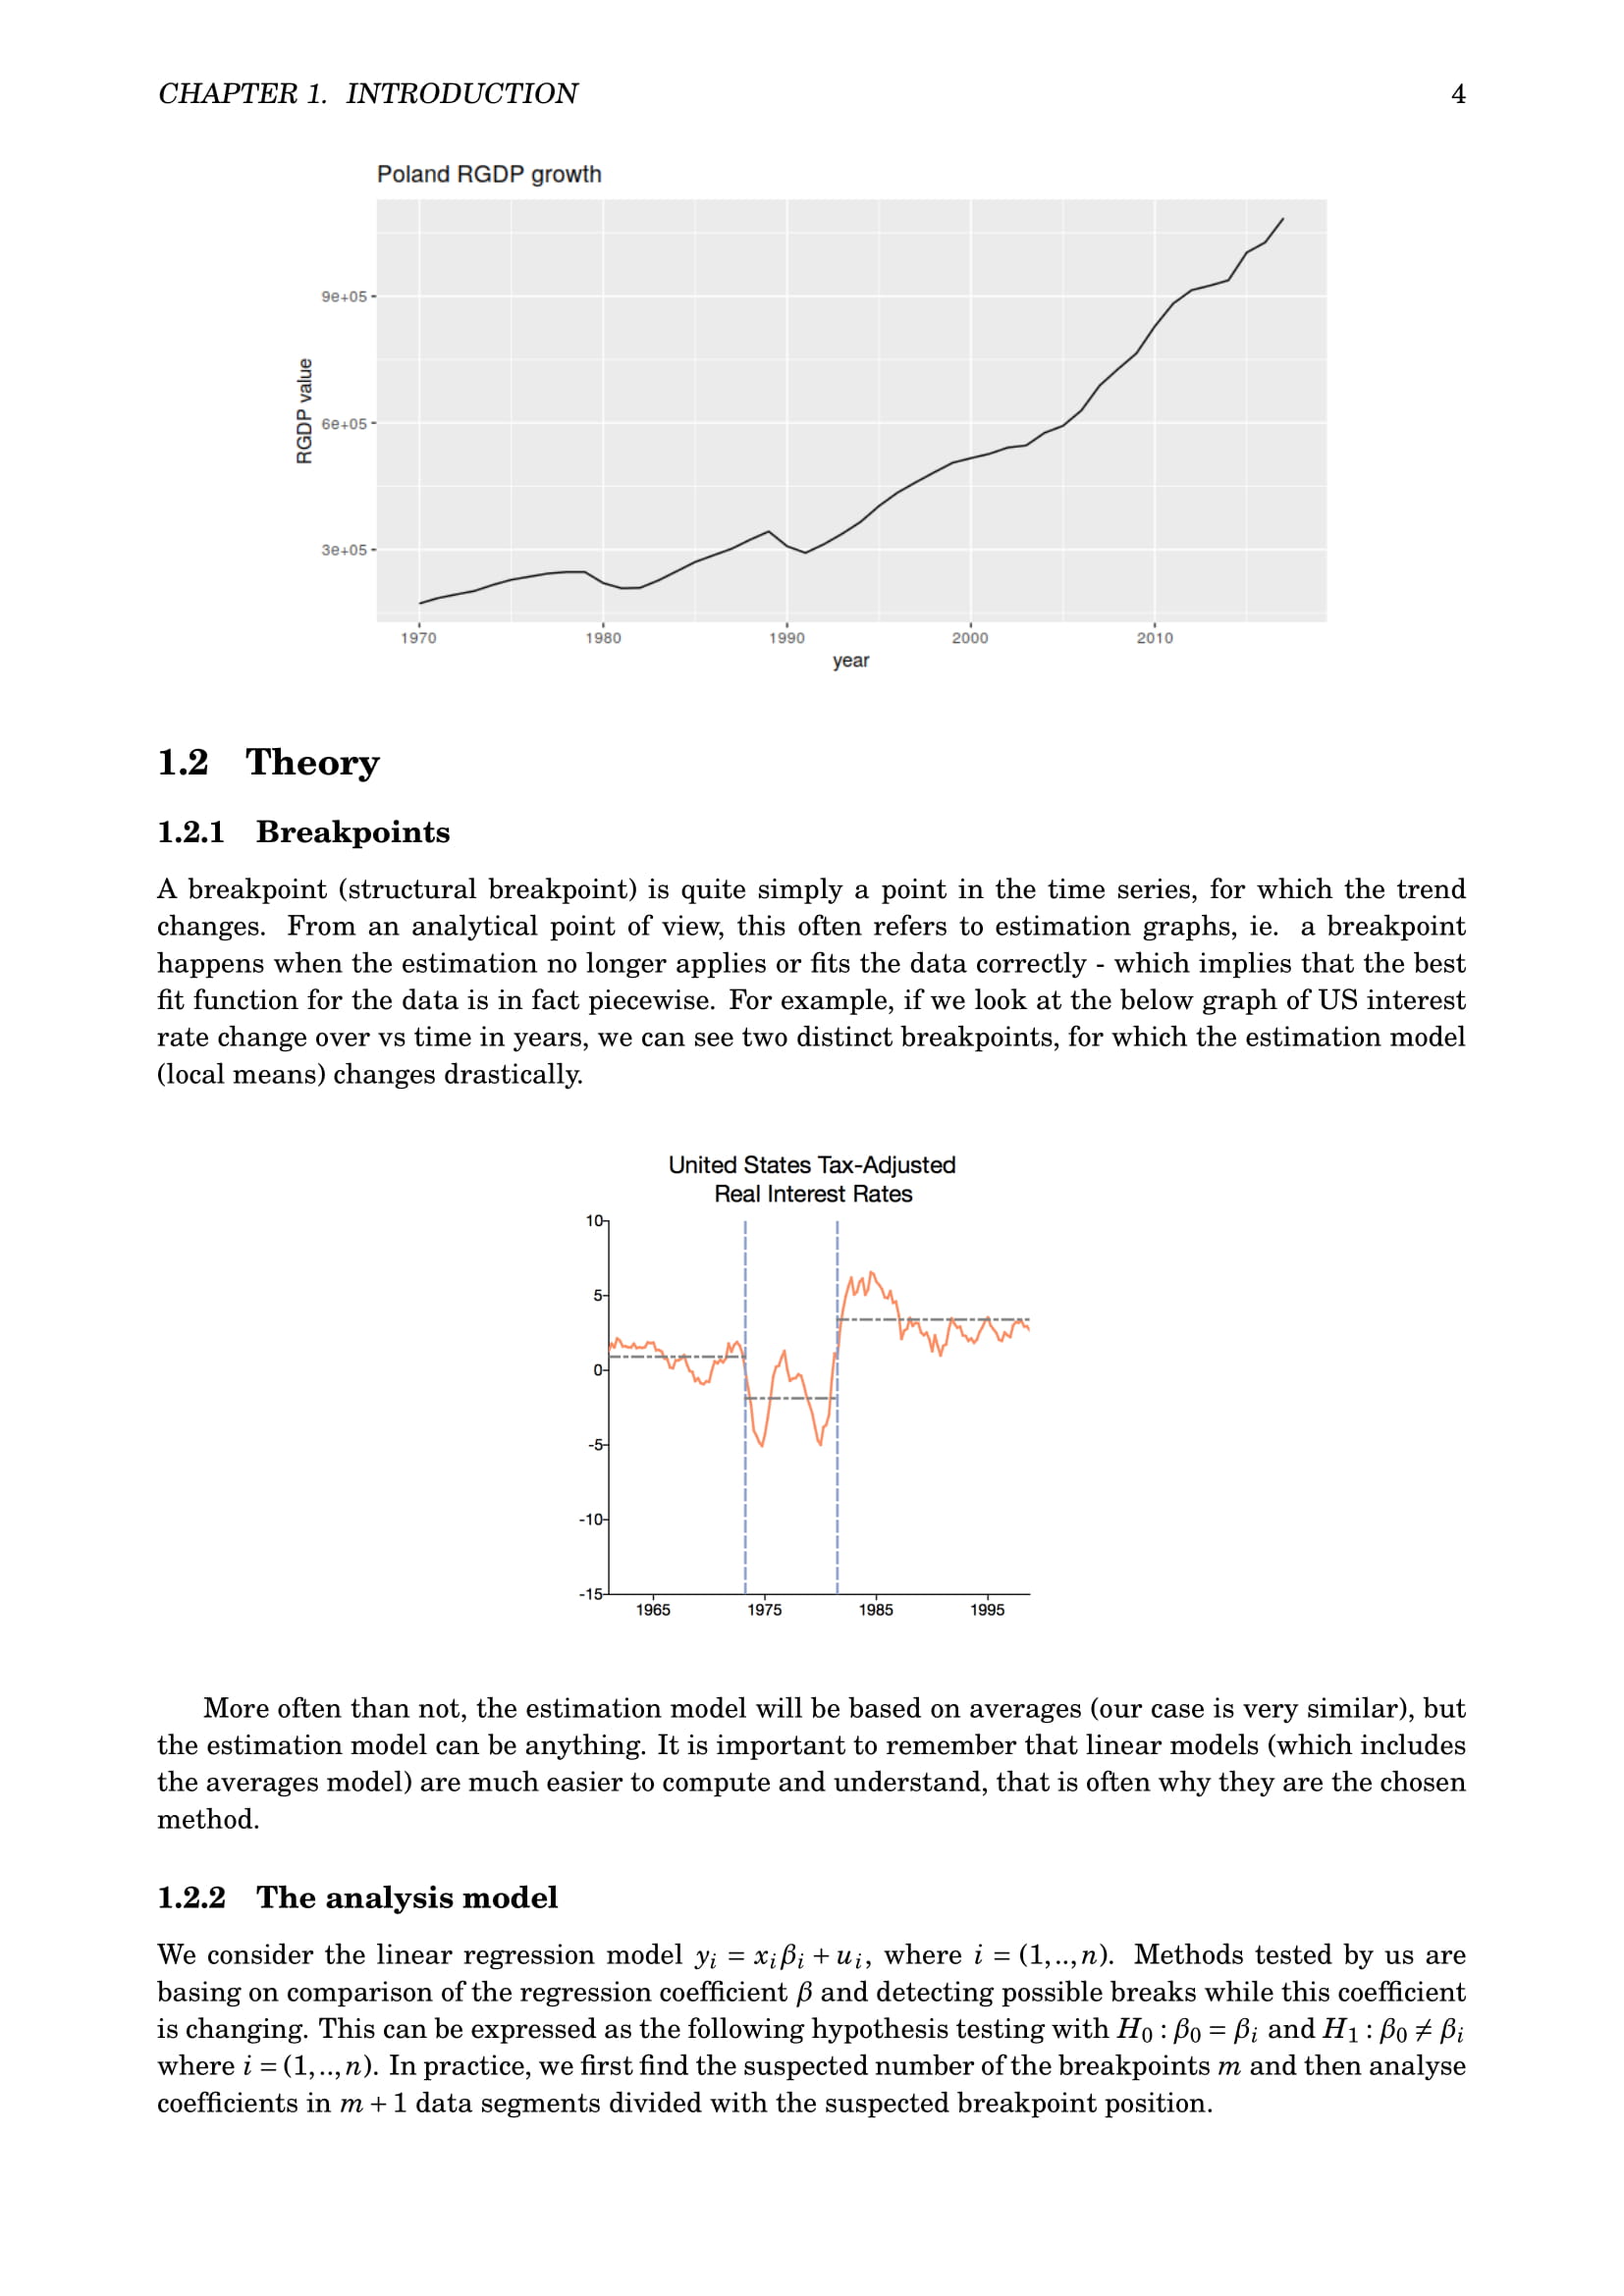 CHAPTER 1. INTRODUCTION 4
Poland RGDP growth
9e+05
6e+05
3e+05
RGDP value
1970 1980 1990 2000 2010
year
1.2 Theory
1.2.1 Breakpoints
A breakpoint (structural breakpoint) is quite simply a point in the time series, for which the trend
changes. From an analytical point of view, this often refers to estimation graphs, ie. a breakpoint
happens when the estimation no longer applies or fits the data correctly - which implies that the best
fit function for the data is in fact piecewise. For example, if we look at the below graph of US interest
rate change over vs time in years, we can see two distinct breakpoints, for which the estimation model
(local means) changes drastically.
United States Tax-Adjusted
Real Interest Rates
10
5
0
-5
-10
-15
1965 1975 1985 1995
More often than not, the estimation model will be based on averages (our case is very similar), but
the estimation model can be anything. It is important to remember that linear models (which includes
the averages model) are much easier to compute and understand, that is often why they are the chosen
method.
1.2.2 The analysis model
We consider the linear regression model yᵢ = xᵢβᵢ + uᵢ, where i = (1,..,n). Methods tested by us are
basing on comparison of the regression coefficient β and detecting possible breaks while this coefficient
is changing. This can be expressed as the following hypothesis testing with H₀ : β₀ = βᵢ and H₁ : β₀ ≠ βᵢ
where i = (1,..,n). In practice, we first find the suspected number of the breakpoints m and then analyse
coefficients in m + 1 data segments divided with the suspected breakpoint position.